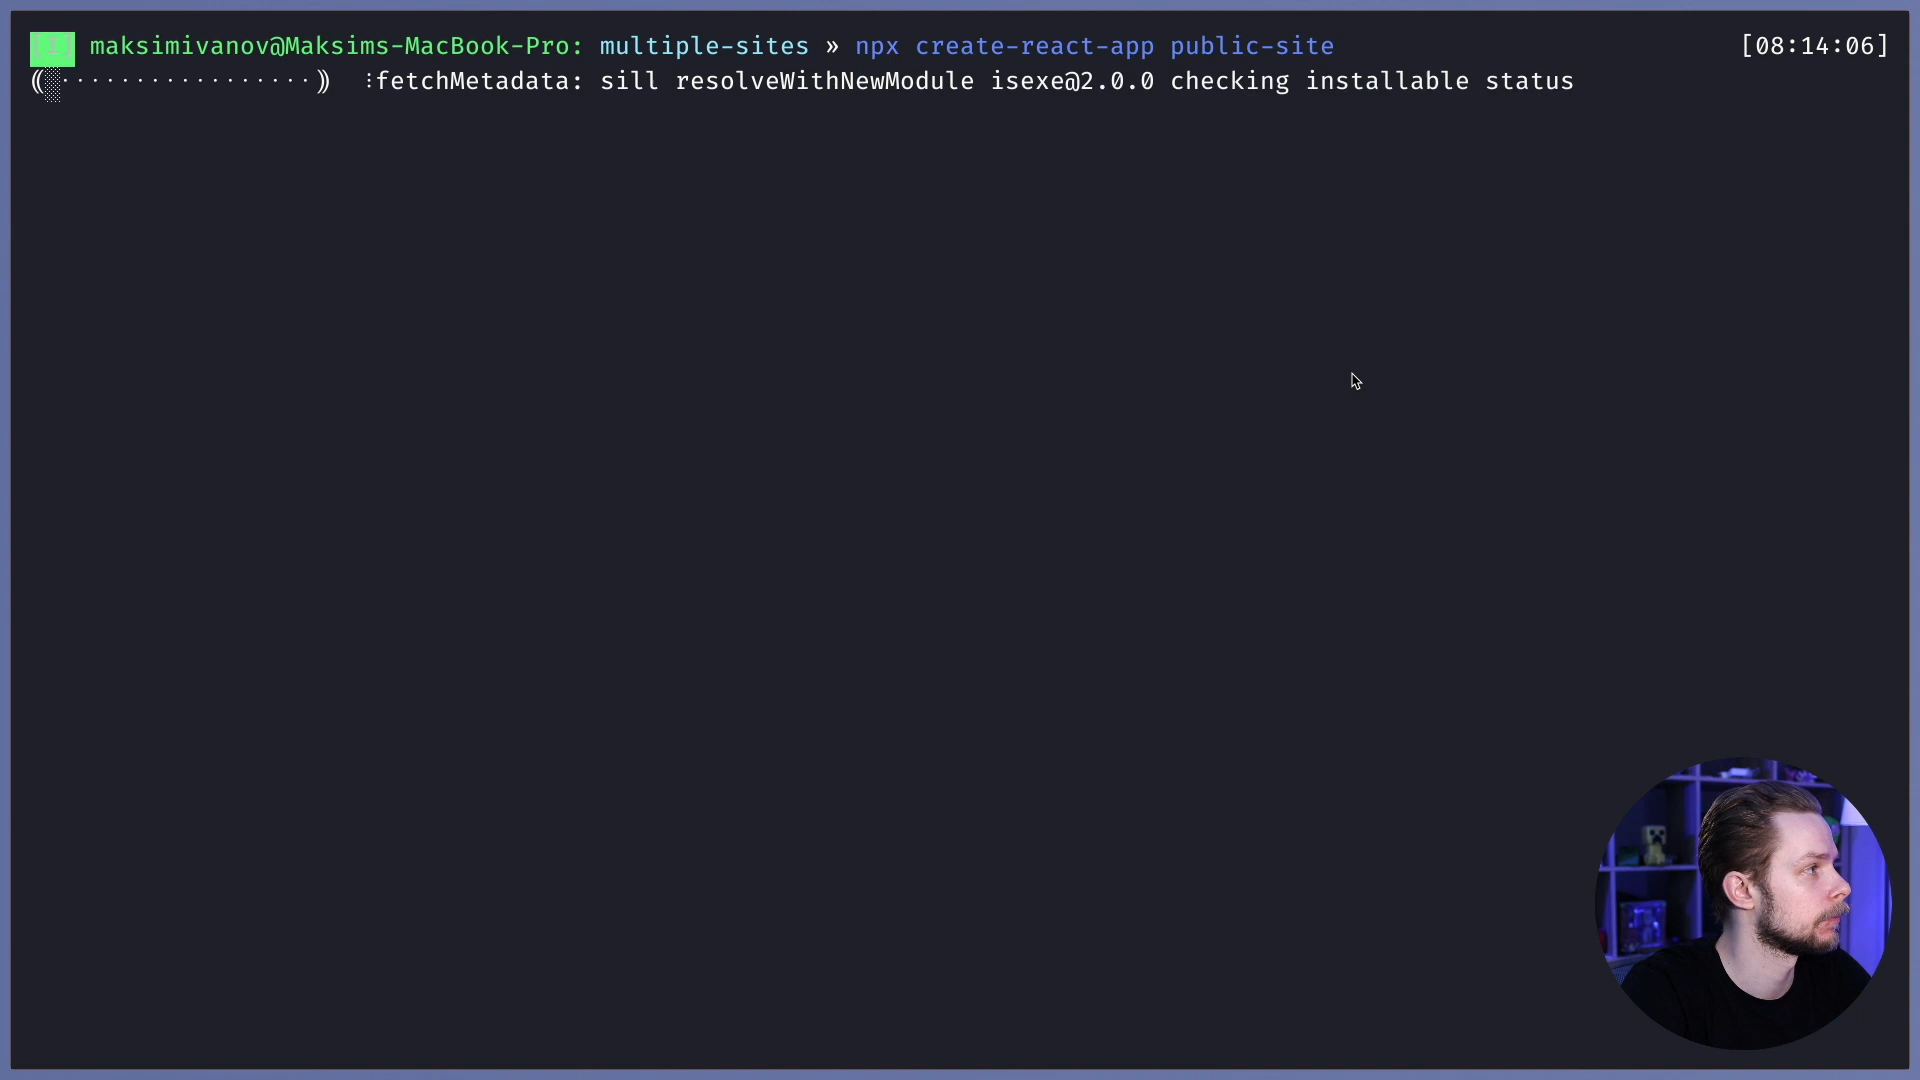 [I] maksimivanov@Maksims-MacBook-Pro: multiple-sites » npx create-react-app public-site [08:14:06]
(░·················) ⸽fetchMetadata: sill resolveWithNewModule isexe@2.0.0 checking installable status